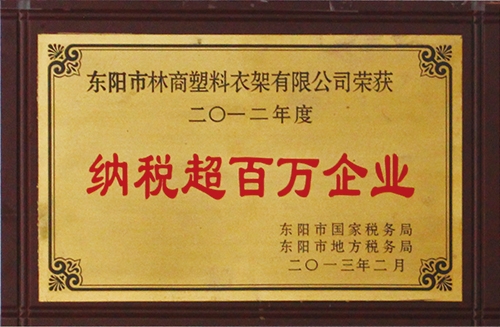 东阳市林商塑料衣架有限公司荣获
二〇一二年度
纳税超百万企业
东阳市国家税务局
东阳市地方税务局
二〇一三年二月